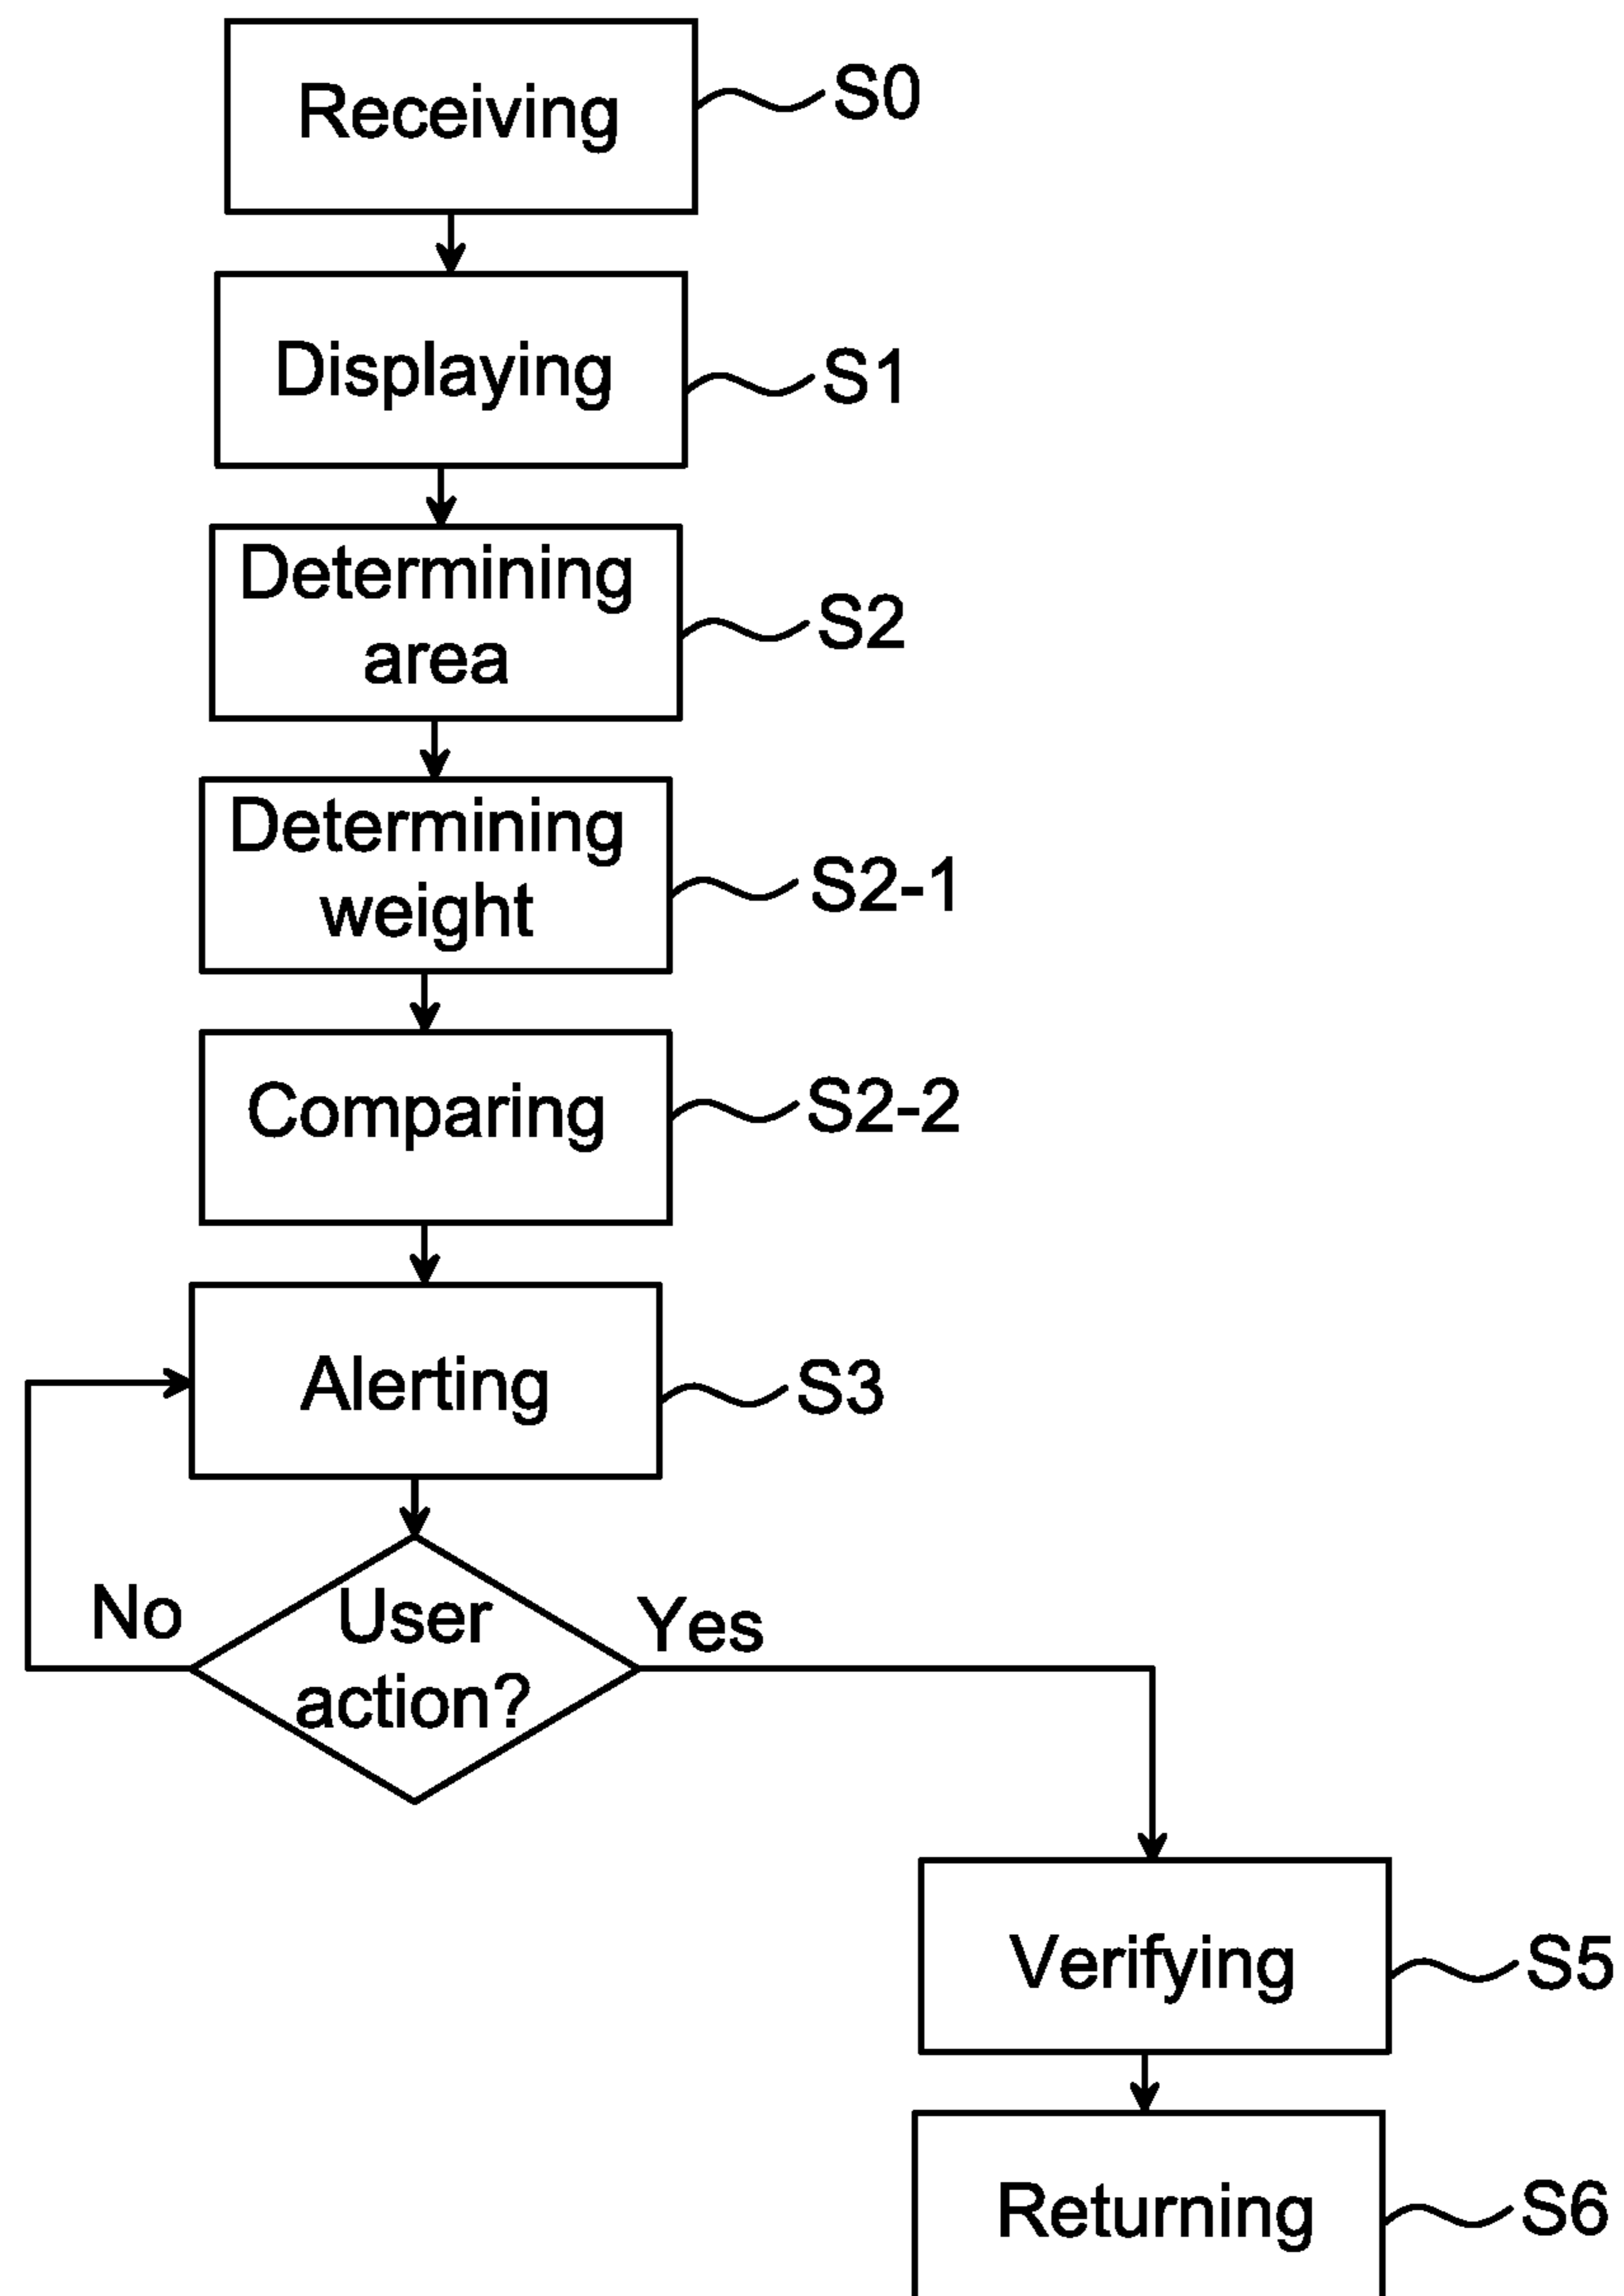 Receiving
S0
Displaying
S1
Determining
area
S2
Determining
weight
S2-1
Comparing
S2-2
Alerting
S3
No
User
action?
Yes
Verifying
S5
Returning
S6